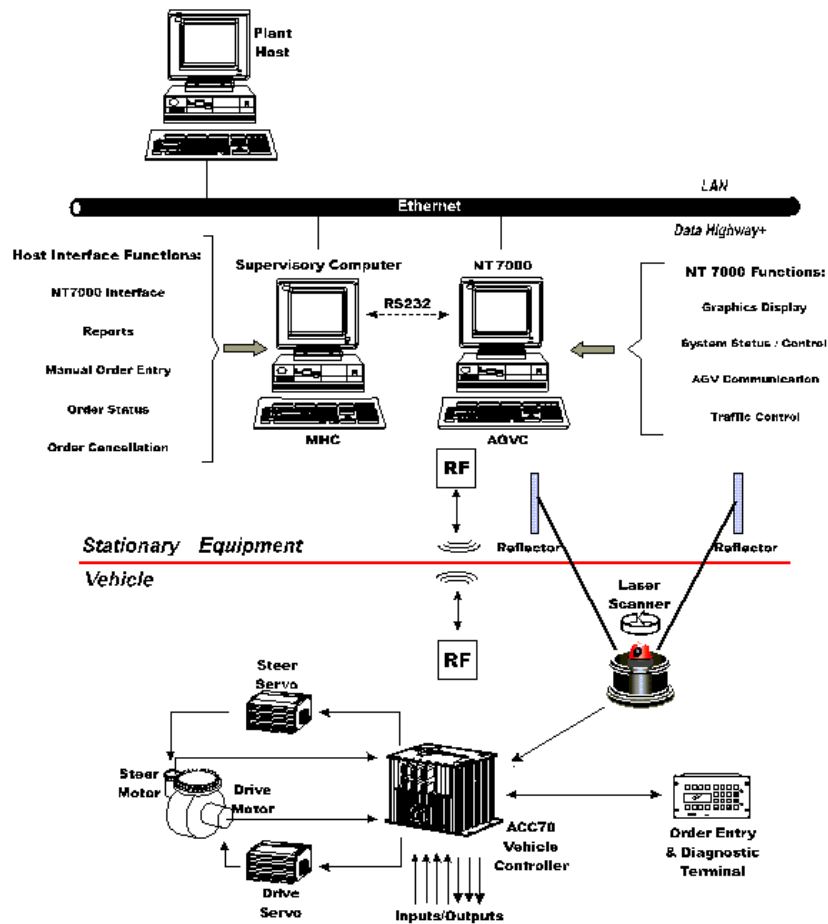 Plant
Host
LAN
Ethernet
Data Highway+
Host Interface Functions:
NT7000 Interface
Reports
Manual Order Entry
Order Status
Order Cancellation
Supervisory Computer
NT7000
RS232
MHC
AGVC
NT 7000 Functions:
Graphics Display
System Status / Control
AGV Communication
Traffic Control
RF
Reflector
Reflector
Stationary Equipment
Vehicle
Laser
Scanner
RF
Steer
Servo
Steer
Motor
Drive
Motor
Drive
Servo
ACC70
Vehicle
Controller
Inputs/Outputs
Order Entry
& Diagnostic
Terminal